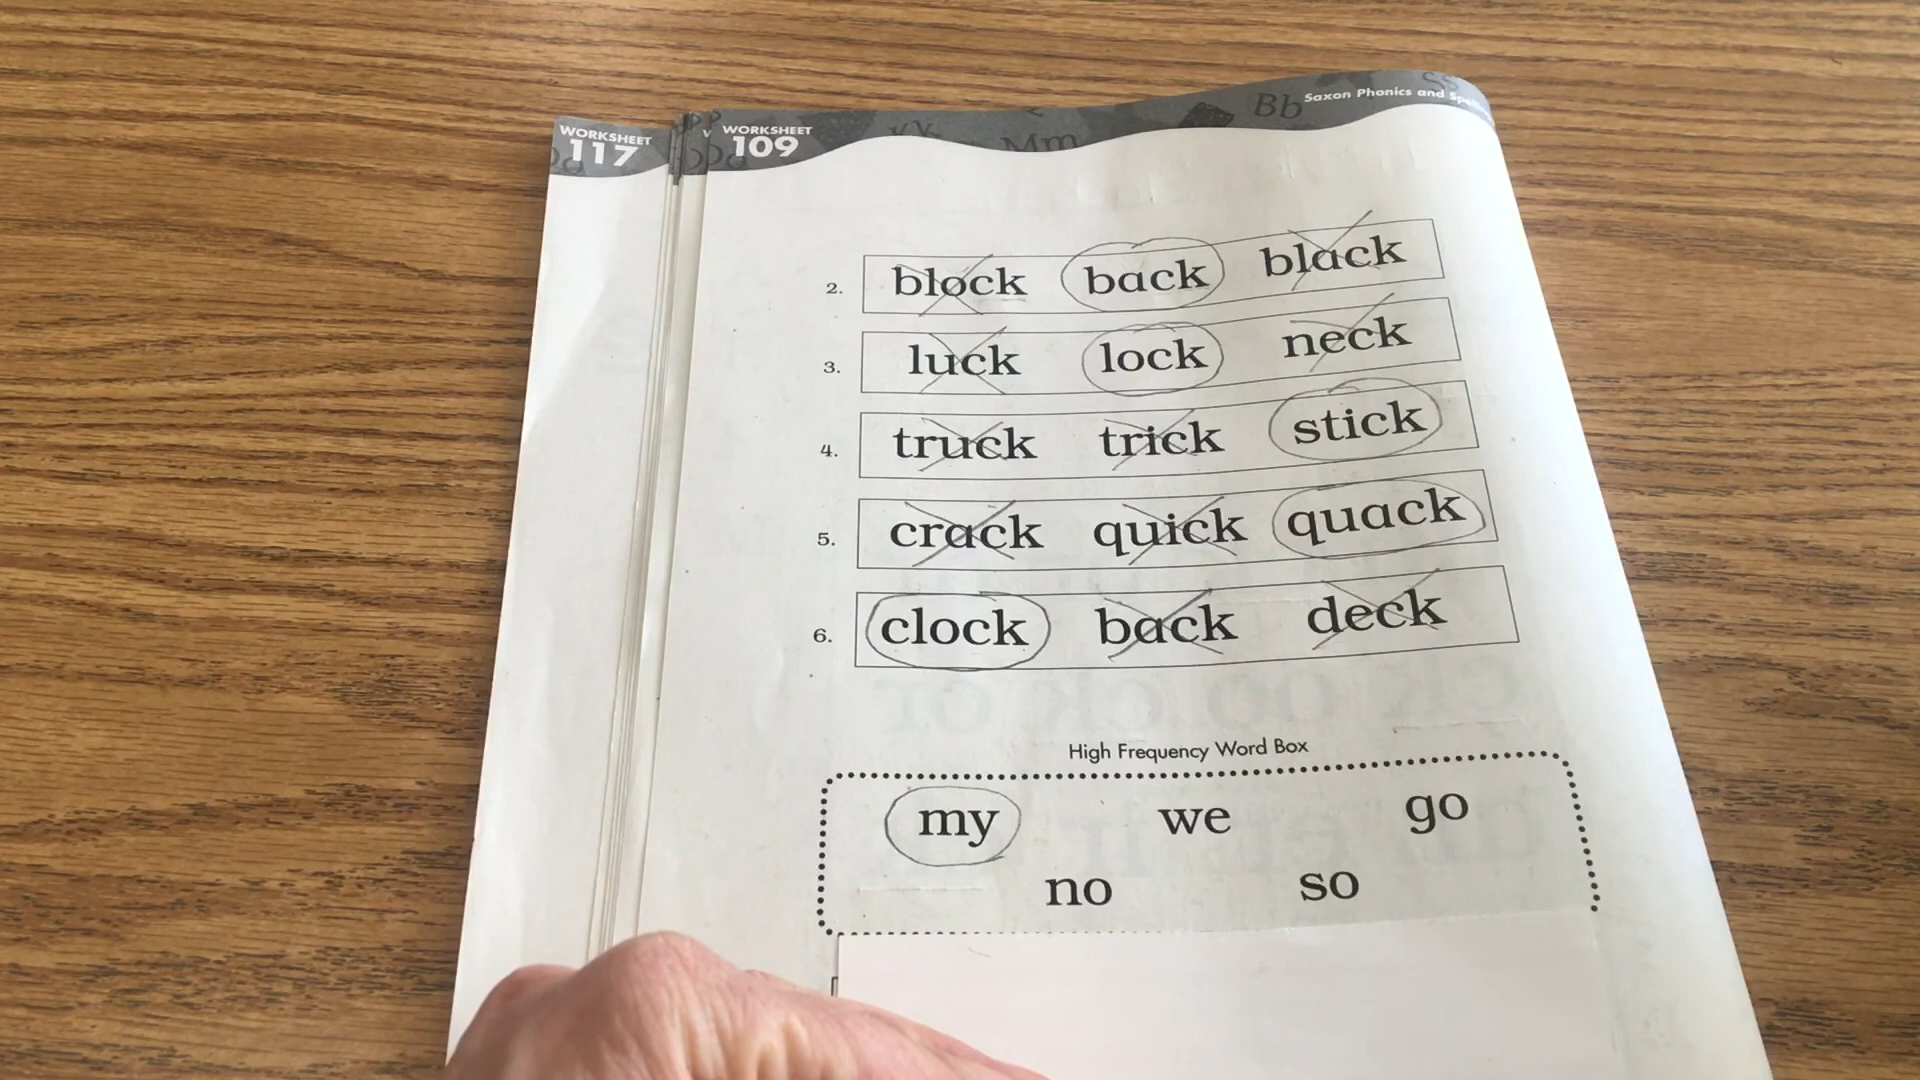 WORKSHEET 117
WORKSHEET 109
Bb Saxon Phonics and
Mm
2. block back black
3. luck lock neck
4. truck trick stick
5. crack quick quack
6. clock back deck
High Frequency Word Box
my we go
no so